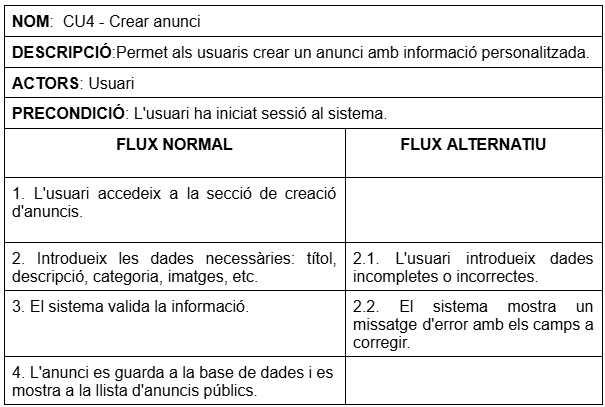 NOM: CU4 - Crear anunci
DESCRIPCIÓ:Permet als usuaris crear un anunci amb informació personalitzada.
ACTORS: Usuari
PRECONDICIÓ: L'usuari ha iniciat sessió al sistema.
FLUX NORMAL
FLUX ALTERNATIU
1. L'usuari accedeix a la secció de creació
d'anuncis.
2. Introdueix les dades necessàries: títol,
descripció, categoria, imatges, etc.
2.1. L'usuari introdueix dades
incompletes o incorrectes.
3. El sistema valida la informació.
2.2. El sistema mostra un
missatge d'error amb els camps a
corregir.
4. L'anunci es guarda a la base de dades i es
mostra a la llista d'anuncis públics.